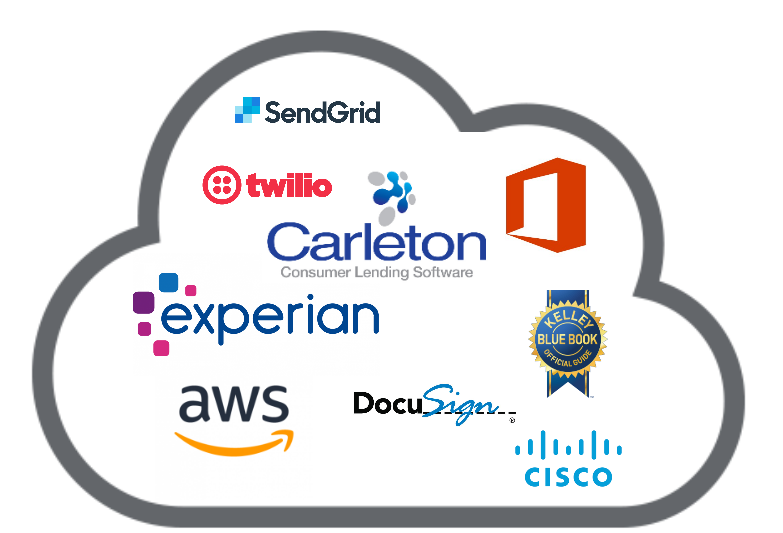 SendGrid
twilio
Carleton
Consumer Lending Software
experian
KELLEY
BLUE BOOK
OFFICIAL GUIDE
aws
DocuSign
®
CISCO